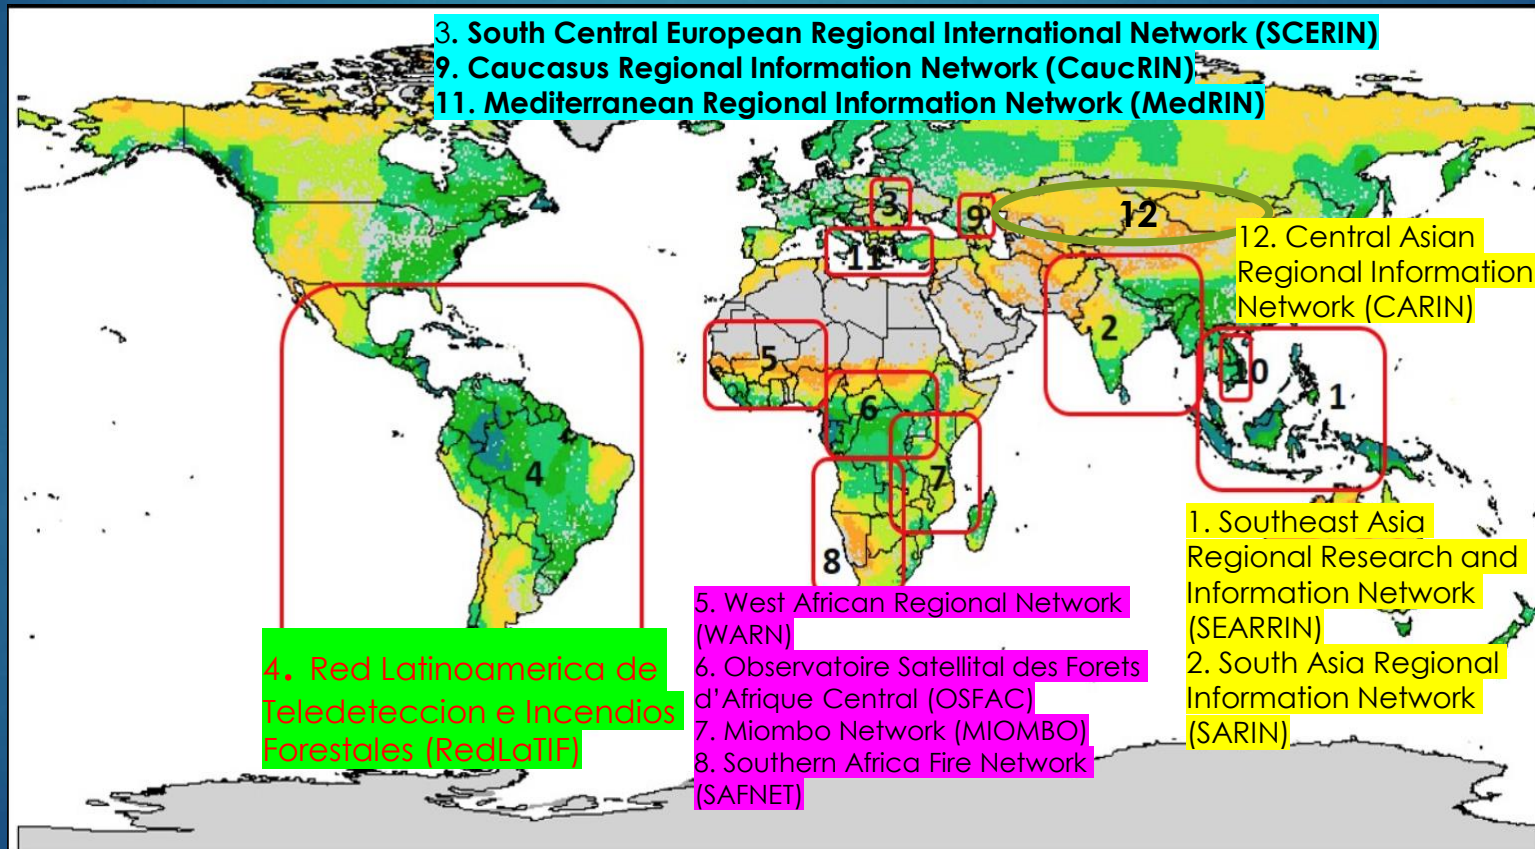 3. South Central European Regional International Network (SCERIN)
9. Caucasus Regional Information Network (CaucRIN)
11. Mediterranean Regional Information Network (MedRIN)
3
9
12
11
12. Central Asian
Regional Information
Network (CARIN)
2
5
10
1
6
4
7
8
1. Southeast Asia
Regional Research and
Information Network
(SEARRIN)
2. South Asia Regional
Information Network
(SARIN)
5. West African Regional Network
(WARN)
6. Observatoire Satellital des Forets
d'Afrique Central (OSFAC)
7. Miombo Network (MIOMBO)
8. Southern Africa Fire Network
(SAFNET)
4. Red Latinoamerica de
Teledeteccion e Incendios
Forestales (RedLaTIF)